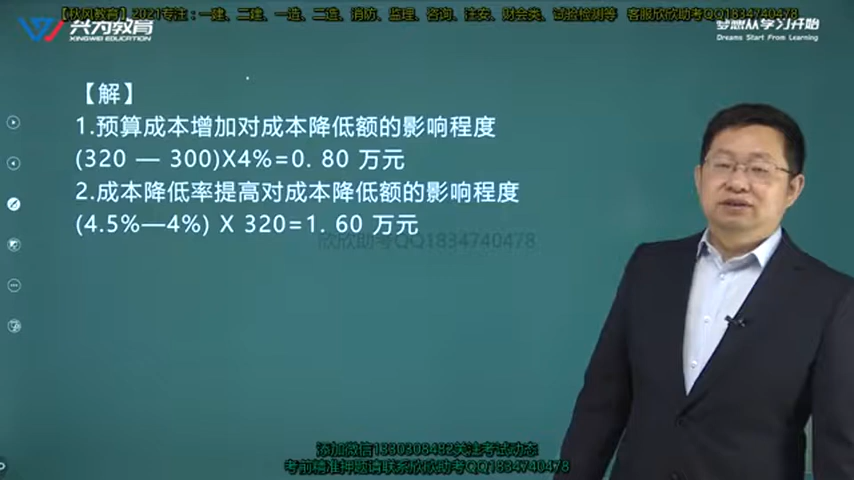 【秋风教育】2021专注：一建、二建、一造、二造、消防、监理、咨询、注安、财会类、试验检测等 客服欣欣助考QQ1834740478
兴为教育
XINGWEI EDUCATION
梦想从学习开始
Dreams Start From Learning
【解】
1.预算成本增加对成本降低额的影响程度
(320 — 300)X4%=0. 80 万元
2.成本降低率提高对成本降低额的影响程度
(4.5%—4%) X 320=1. 60 万元
欣欣助考QQ1834740478
添加微信1330308482关注考试动态
考前精准押题请联系欣欣助考QQ1834740478